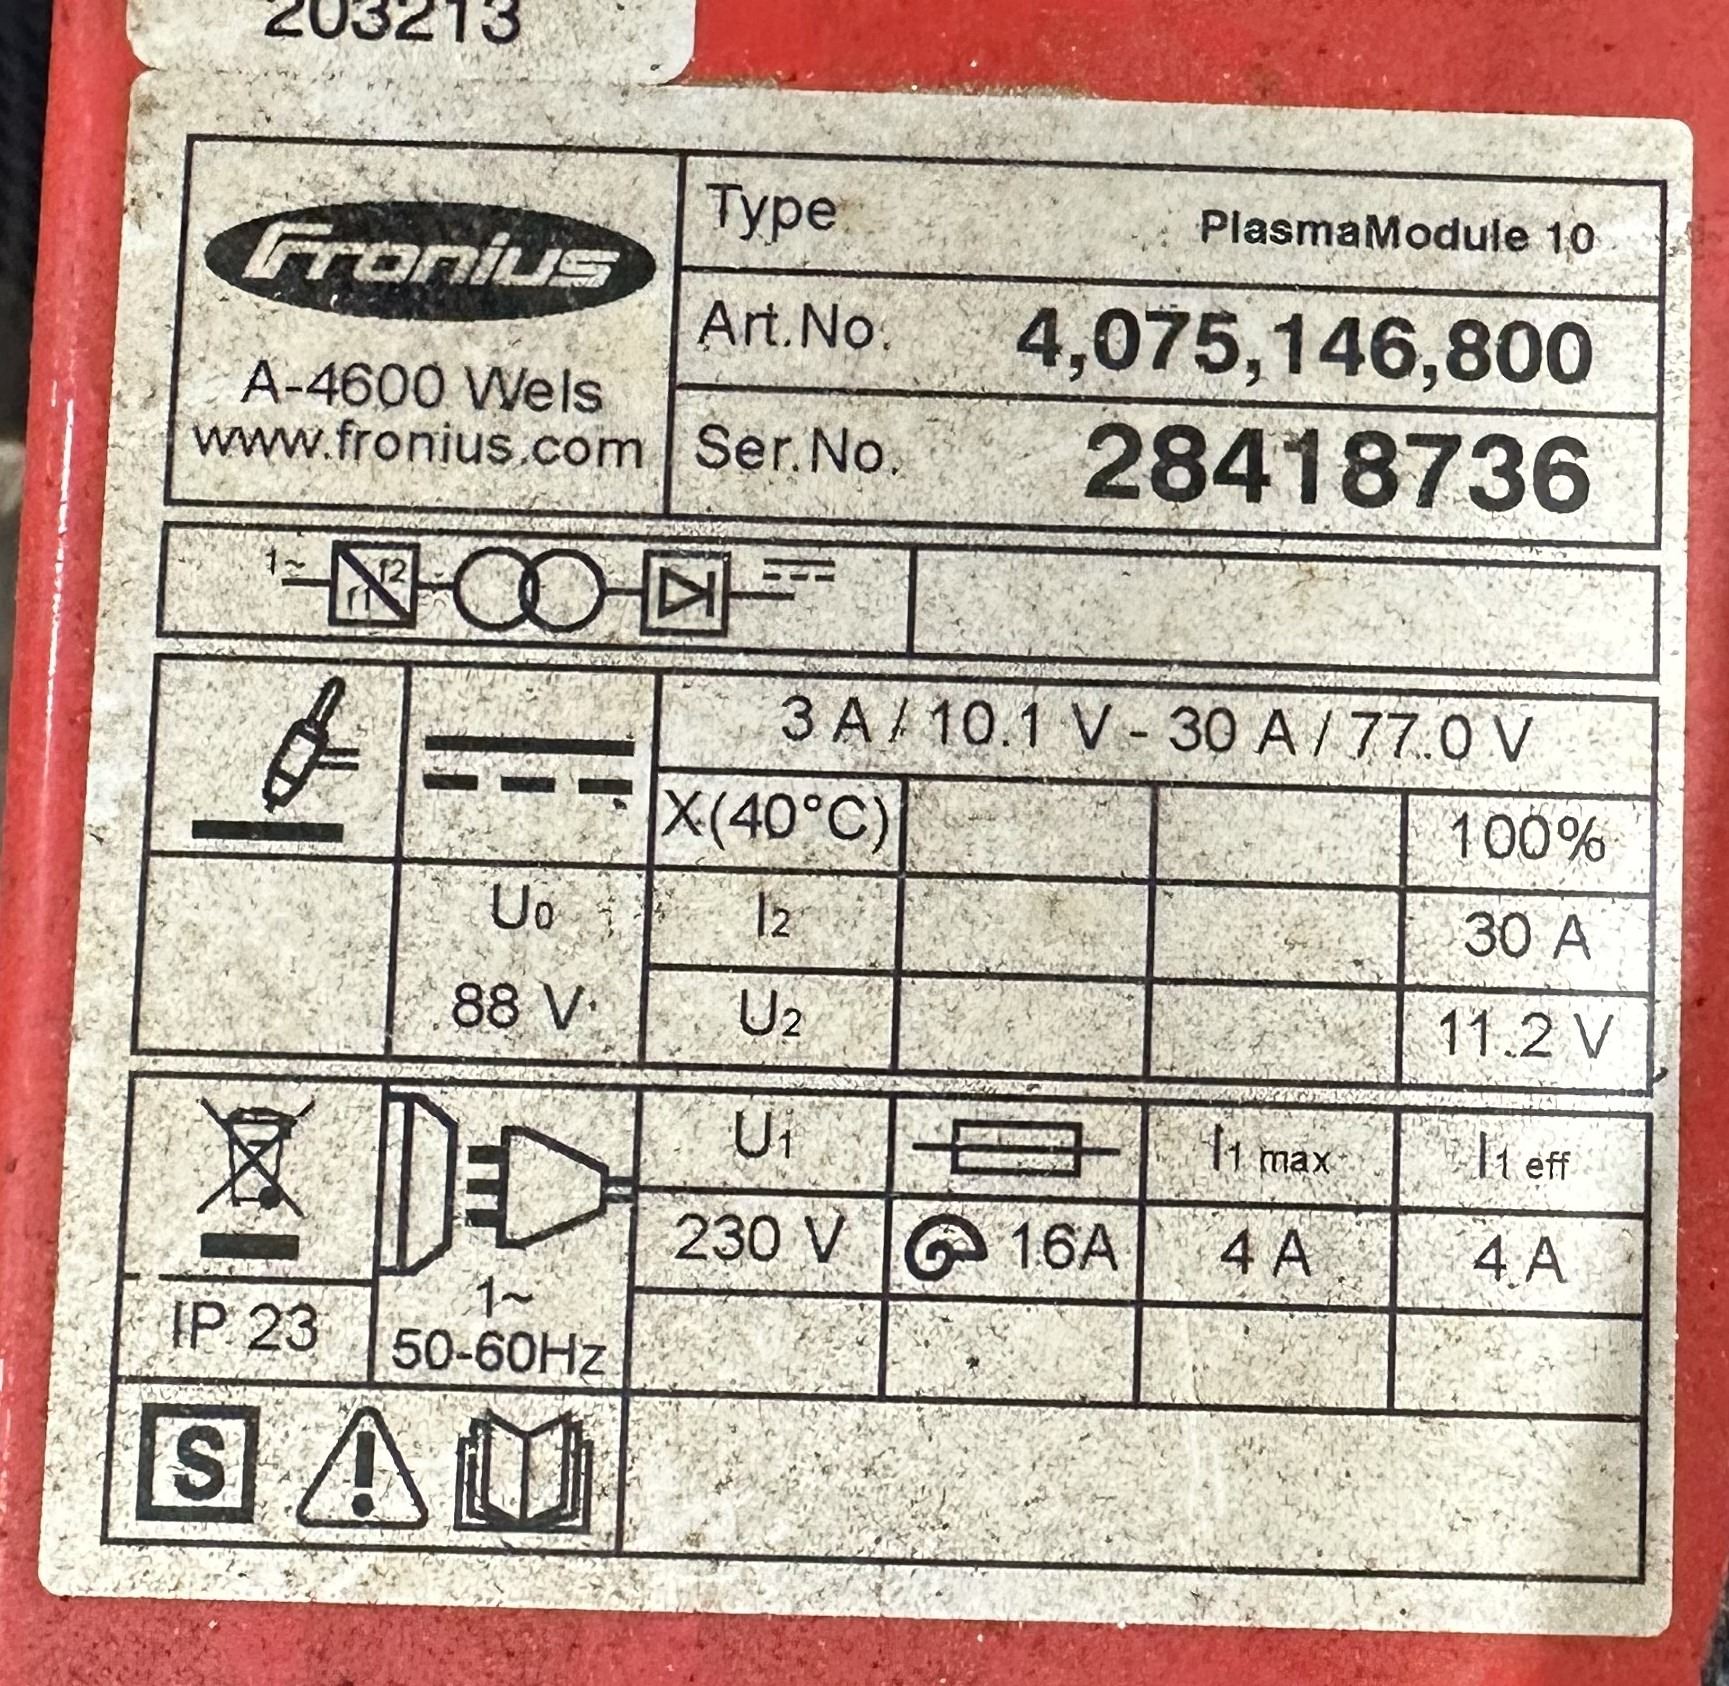 203213
Fronius
A-4600 Wels
www.fronius.com
Type PlasmaModule 10
Art.No. 4,075,146,800
Ser.No. 28418736
1~ f1 f2
3 A / 10.1 V - 30 A / 77.0 V
X(40°C) 100%
U0 I2 30 A
88 V U2 11.2 V
U1 I1 max I1 eff
230 V 16A 4 A 4 A
1~
IP 23 50-60Hz
S